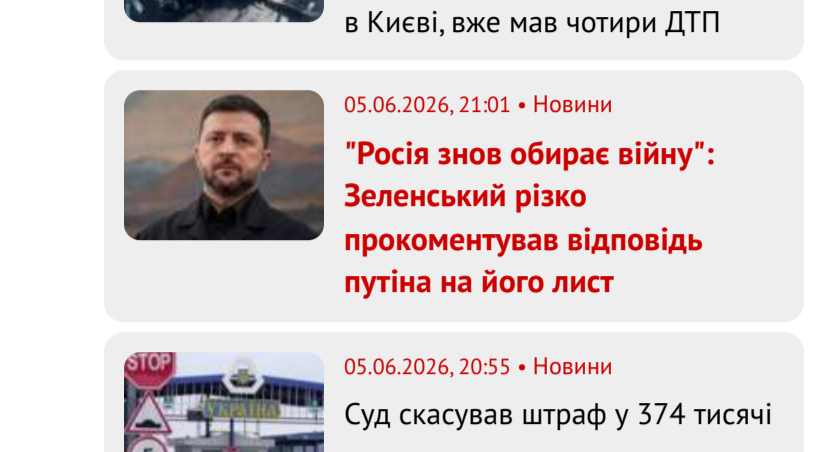 в Києві, вже мав чотири ДТП
05.06.2026, 21:01 • Новини
"Росія знов обирає війну":
Зеленський різко
прокоментував відповідь
путіна на його лист
05.06.2026, 20:55 • Новини
STOP
УКРАЇНА
Суд скасував штраф у 374 тисячі